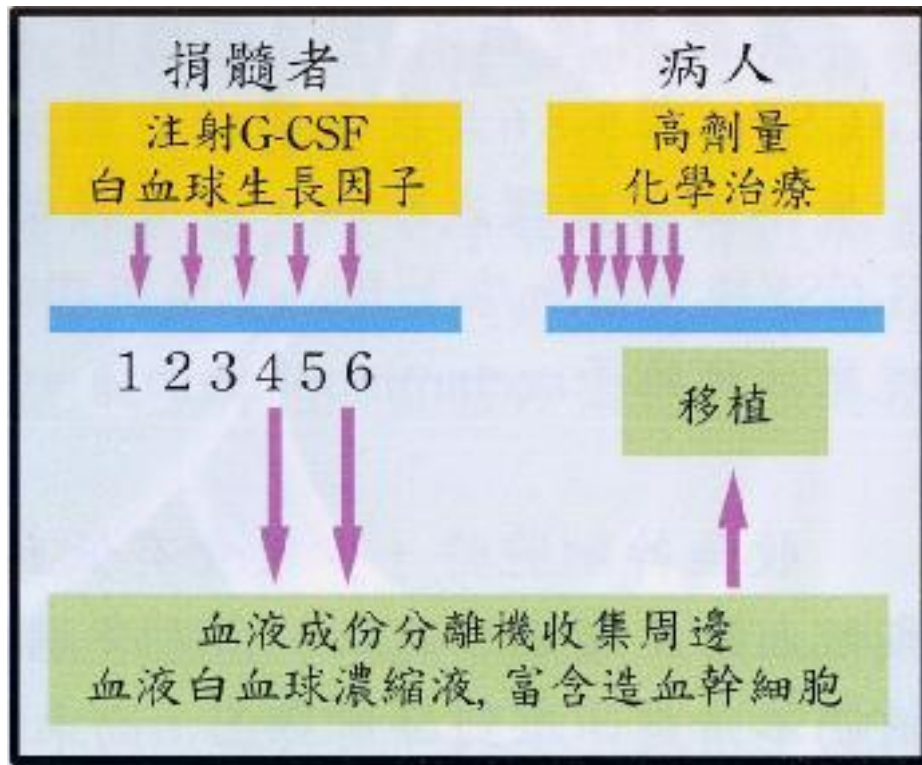 捐髓者
注射G-CSF
白血球生長因子
1 2 3 4 5 6
病人
高劑量
化學治療
移植
血液成份分離機收集周邊
血液白血球濃縮液, 富含造血幹細胞